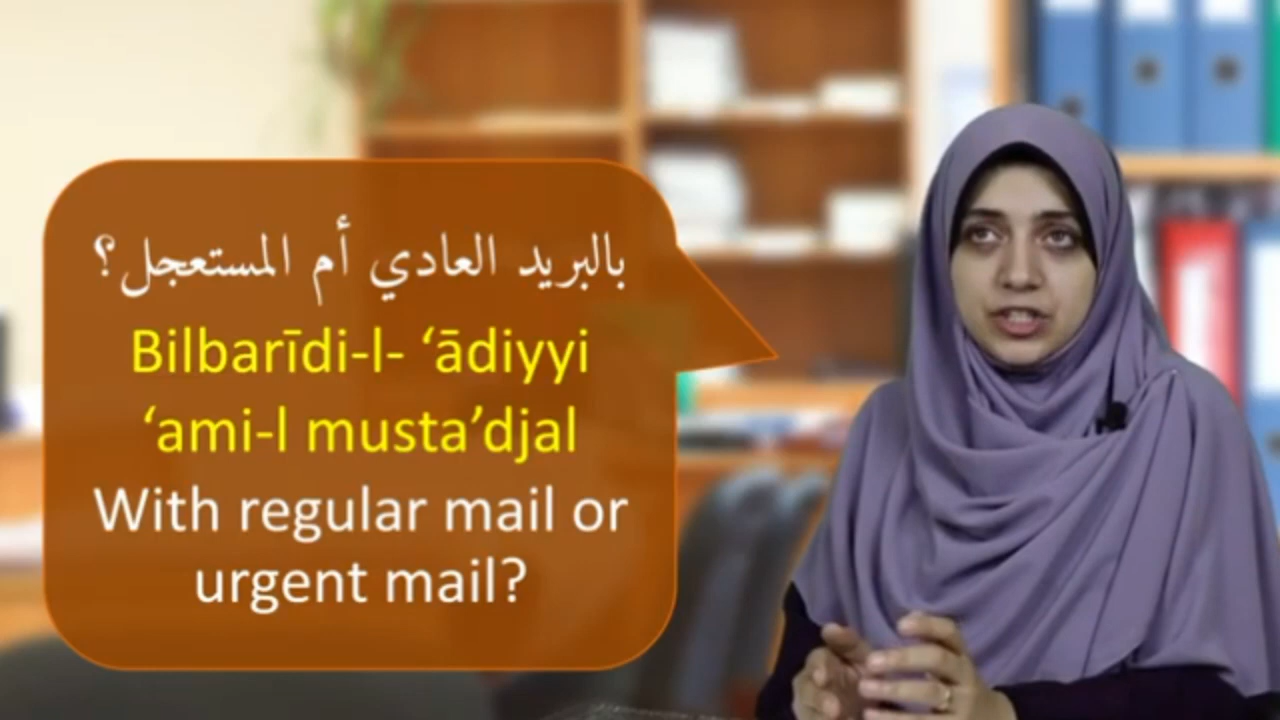 بالبريد العادي أم المستعجل؟
Bilbarīdi-l- ‘ādiyyi
‘ami-l musta’djal
With regular mail or
urgent mail?